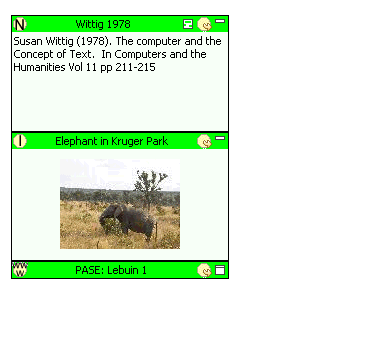 N Wittig 1978
Susan Wittig (1978). The computer and the
Concept of Text. In Computers and the
Humanities Vol 11 pp 211-215
I Elephant in Kruger Park
W PASE: Lebuin 1